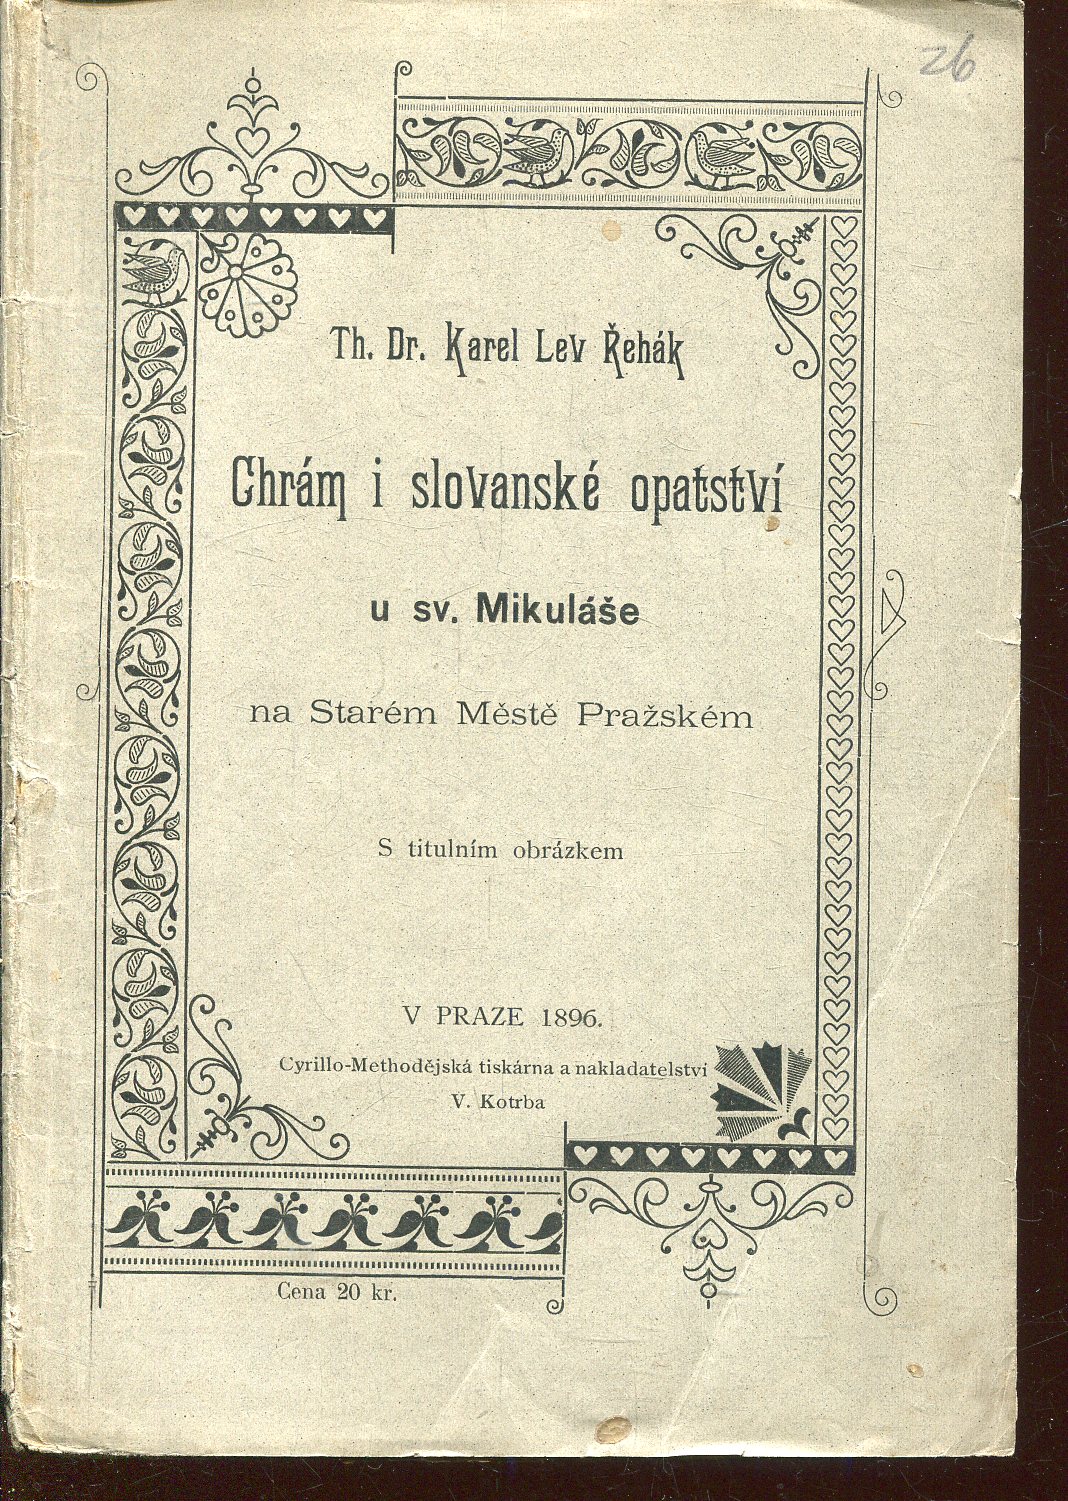 26
Th. Dr. Karel Lev Řehák
Chrám i slovanské opatství
u sv. Mikuláše
na Starém Městě Pražském
S titulním obrázkem
V PRAZE 1896.
Cyrillo-Methodějská tiskárna a nakladatelství
V. Kotrba
Cena 20 kr.